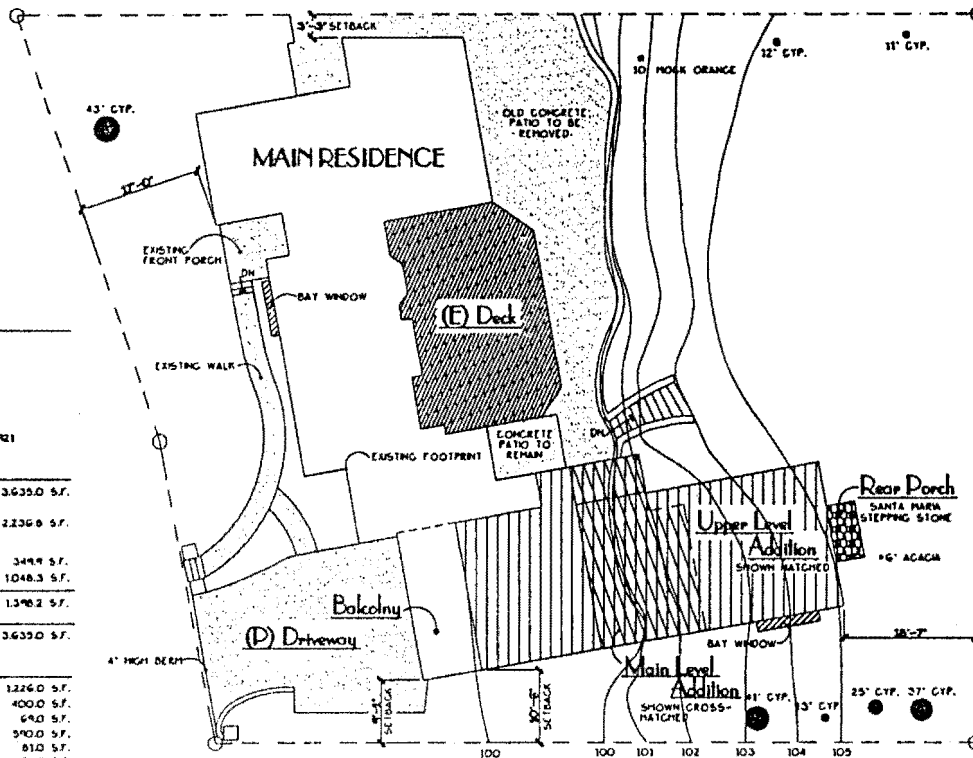 3'-3" SETBACK
12" CYP.
11" CYP.
10" MOCK ORANGE
43" CYP.
OLD CONCRETE
PATIO TO BE
REMOVED
MAIN RESIDENCE
EXISTING
FRONT PORCH
DN
BAY WINDOW
(E) Deck
EXISTING WALK
CONCRETE
PATIO TO
REMAIN
DN
EXISTING FOOTPRINT
3,635.0 S.F.
2,236.8 S.F.
349.9 S.F.
1,048.3 S.F.
1,398.2 S.F.
3,635.0 S.F.
Rear Porch
SANTA MARIA
STEPPING STONE
Upper Level
Addition
SHOWN HATCHED
6" ACACIA
Balcolny
(P) Driveway
BAY WINDOW
18'-7"
4" HIGH BERM
Main Level
Addition
SHOWN CROSS-
HATCHED
SETBACK
SETBACK
41" CYP.
13" CYP
25" CYP.
37" CYP.
1,226.0 S.F.
400.0 S.F.
69.0 S.F.
590.0 S.F.
81.0 S.F.
100
100
101
102
103
104
105